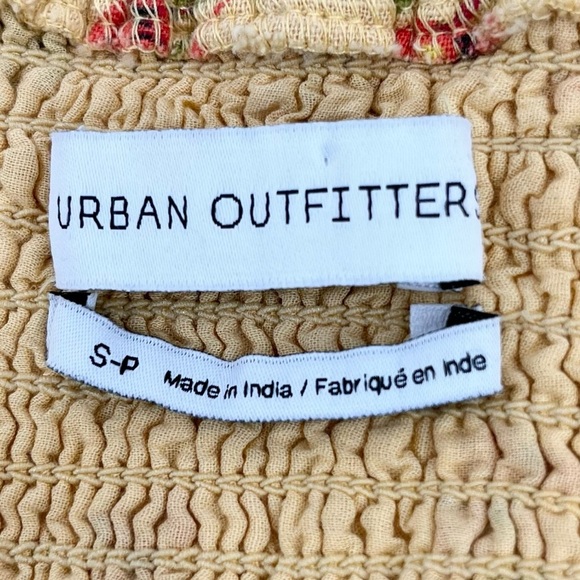 URBAN OUTFITTERS
S-P Made in India / Fabriqué en Inde